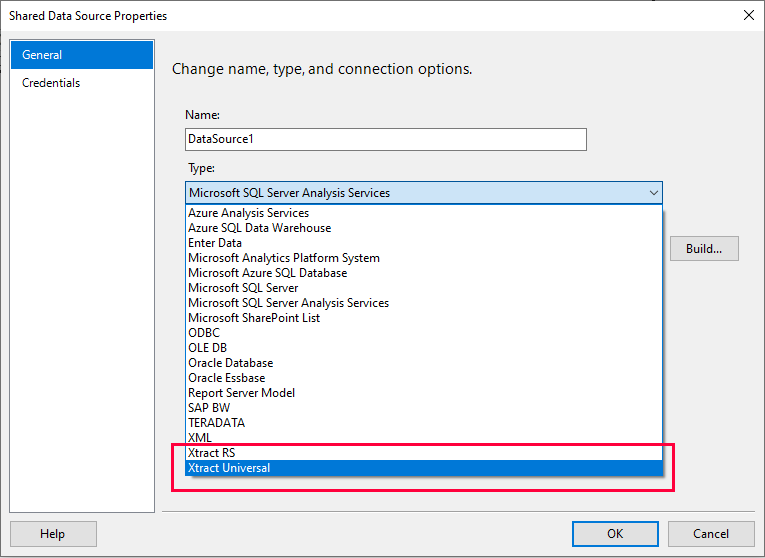 Shared Data Source Properties
General
Credentials
Change name, type, and connection options.
Name:
DataSource1
Type:
Microsoft SQL Server Analysis Services
Azure Analysis Services
Azure SQL Data Warehouse
Enter Data
Microsoft Analytics Platform System
Microsoft Azure SQL Database
Microsoft SQL Server
Microsoft SQL Server Analysis Services
Microsoft SharePoint List
ODBC
OLE DB
Oracle Database
Oracle Essbase
Report Server Model
SAP BW
TERADATA
XML
Xtract RS
Xtract Universal
Build...
Help
OK
Cancel